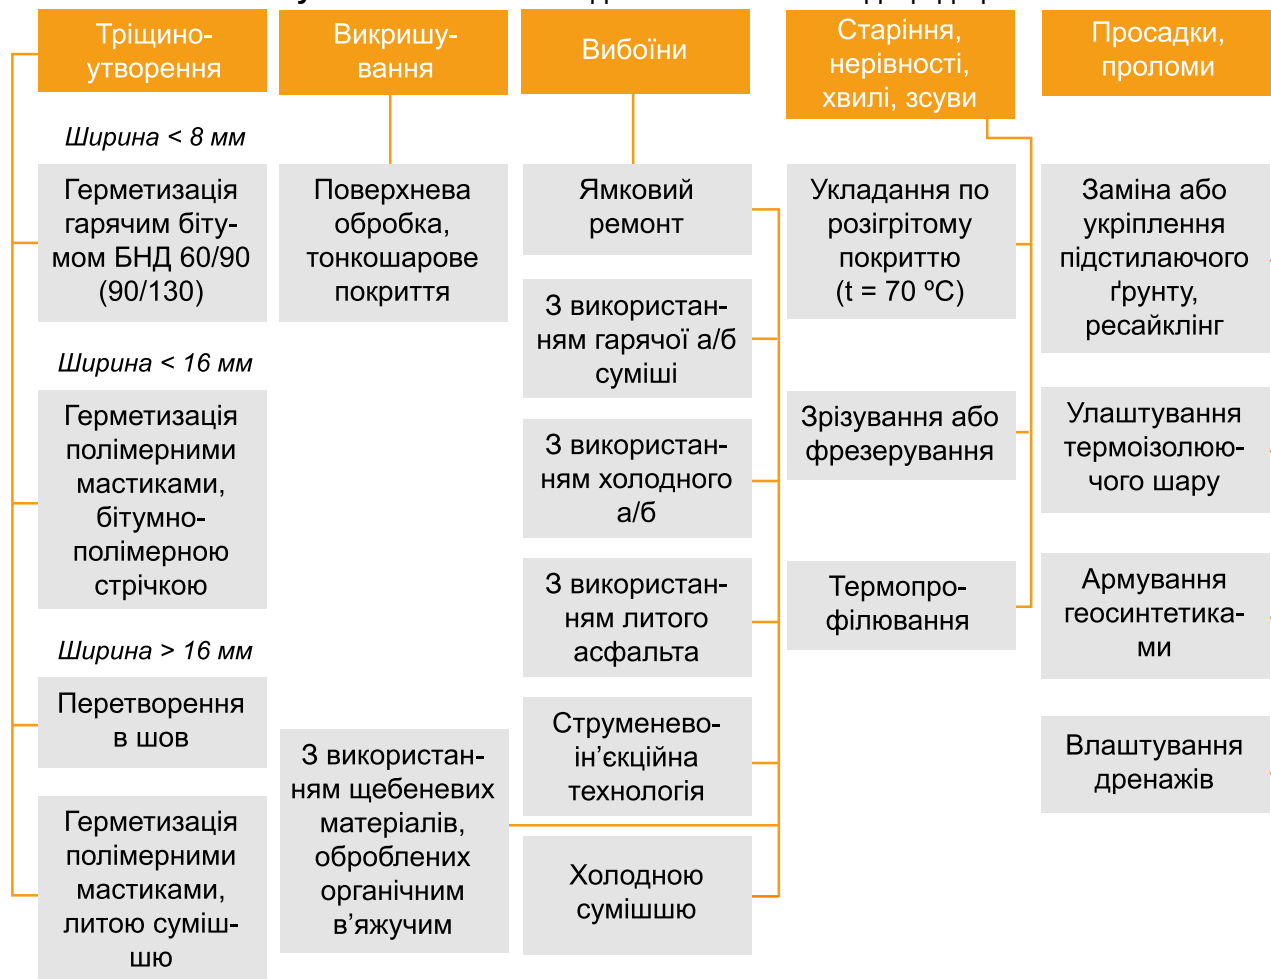 Тріщино-
утворення
Ширина < 8 мм
Герметизація
гарячим біту-
мом БНД 60/90
(90/130)
Ширина < 16 мм
Герметизація
полімерними
мастиками,
бітумно-
полімерною
стрічкою
Ширина > 16 мм
Перетворення
в шов
Герметизація
полімерними
мастиками,
литою суміш-
шю
Викришу-
вання
Поверхнева
обробка,
тонкошарове
покриття
З використан-
ням щебеневих
матеріалів,
оброблених
органічним
в’яжучим
Вибоїни
Ямковий
ремонт
З використан-
ням гарячої а/б
суміші
З використан-
ням холодного
а/б
З використан-
ням литого
асфальта
Струменево-
ін’єкційна
технологія
Холодною
сумішшю
Старіння,
нерівності,
хвилі, зсуви
Укладання по
розігрітому
покриттю
(t = 70 ºC)
Зрізування або
фрезерування
Термопро-
філювання
Просадки,
проломи
Заміна або
укріплення
підстилаючого
ґрунту,
ресайклінг
Улаштування
термоізолюю-
чого шару
Армування
геосинтетика-
ми
Влаштування
дренажів